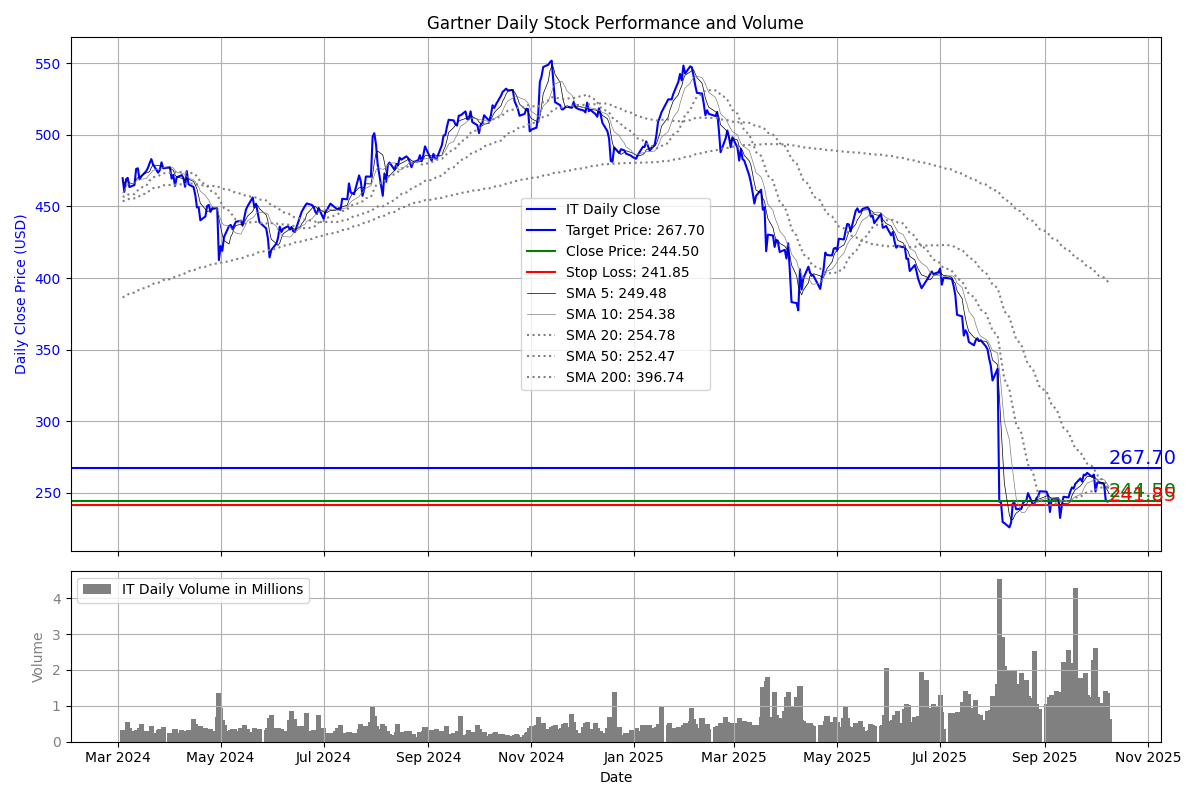 Gartner Daily Stock Performance and Volume
Daily Close Price (USD)
550
500
450
400
350
300
250
IT Daily Close
Target Price: 267.70
Close Price: 244.50
Stop Loss: 241.85
SMA 5: 249.48
SMA 10: 254.38
SMA 20: 254.78
SMA 50: 252.47
SMA 200: 396.74
267.70
244.50
241.85
IT Daily Volume in Millions
Volume
4
3
2
1
0
Mar 2024 May 2024 Jul 2024 Sep 2024 Nov 2024 Jan 2025 Mar 2025 May 2025 Jul 2025 Sep 2025 Nov 2025
Date